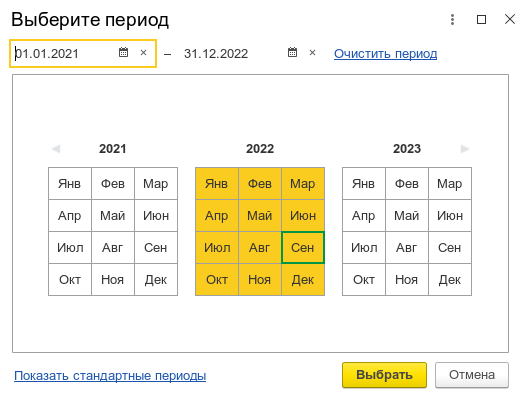 Выберите период
01.01.2021 × – 31.12.2022 × Очистить период
2021 2022 2023
Янв Фев Мар Янв Фев Мар Янв Фев Мар
Апр Май Июн Апр Май Июн Апр Май Июн
Июл Авг Сен Июл Авг Сен Июл Авг Сен
Окт Ноя Дек Окт Ноя Дек Окт Ноя Дек
Показать стандартные периоды Выбрать Отмена